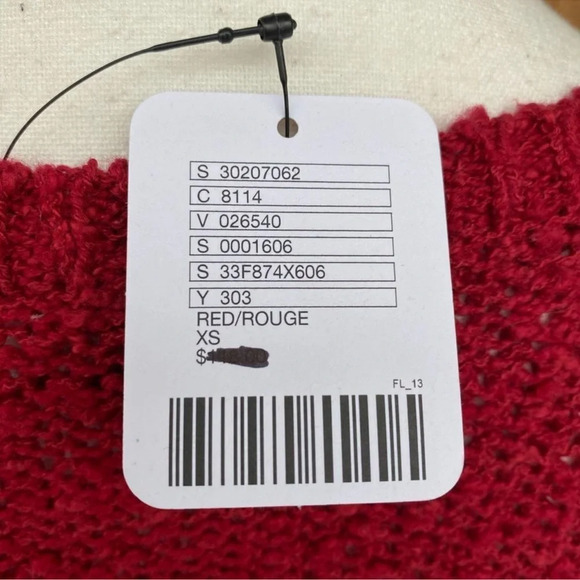 S 30207062
C 8114
V 026540
S 0001606
S 33F874X606
Y 303
RED/ROUGE
XS
FL_13